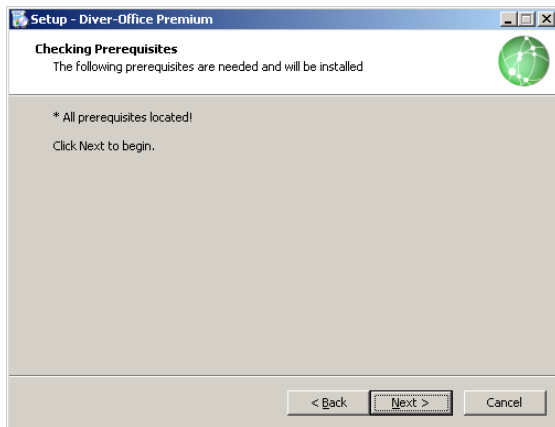 Setup - Diver-Office Premium
Checking Prerequisites
The following prerequisites are needed and will be installed
* All prerequisites located!
Click Next to begin.
< Back Next > Cancel